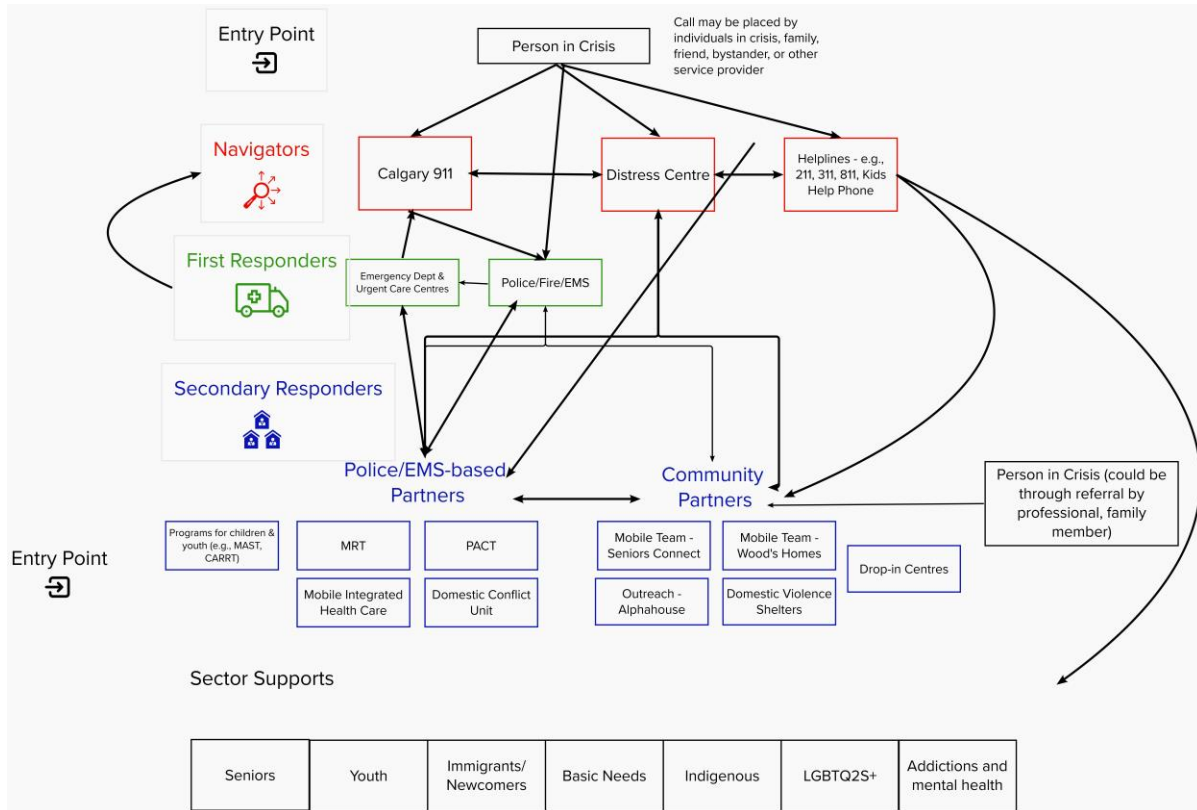 Entry Point
Person in Crisis
Call may be placed by
individuals in crisis, family,
friend, bystander, or other
service provider
Navigators
Calgary 911
Distress Centre
Helplines - e.g.,
211, 311, 811, Kids
Help Phone
First Responders
Emergency Dept &
Urgent Care Centres
Police/Fire/EMS
Secondary Responders
Police/EMS-based
Partners
Community
Partners
Person in Crisis (could be
through referral by
professional, family
member)
Entry Point
Programs for children &
youth (e.g., MAST,
CARRT)
MRT
PACT
Mobile Team -
Seniors Connect
Mobile Team -
Wood's Homes
Drop-in Centres
Mobile Integrated
Health Care
Domestic Conflict
Unit
Outreach -
Alphahouse
Domestic Violence
Shelters
Sector Supports
Seniors
Youth
Immigrants/
Newcomers
Basic Needs
Indigenous
LGBTQ2S+
Addictions and
mental health